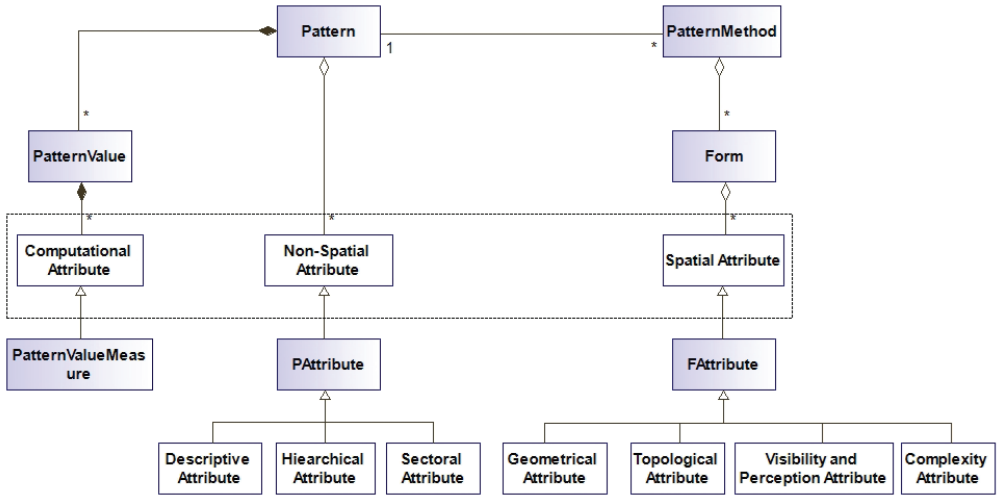 Pattern
PatternMethod
1
*
*
*
PatternValue
Form
*
*
*
Computational
Attribute
Non-Spatial
Attribute
Spatial Attribute
PatternValueMeas
ure
PAttribute
FAttribute
Descriptive
Attribute
Hiearchical
Attribute
Sectoral
Attribute
Geometrical
Attribute
Topological
Attribute
Visibility and
Perception Attribute
Complexity
Attribute